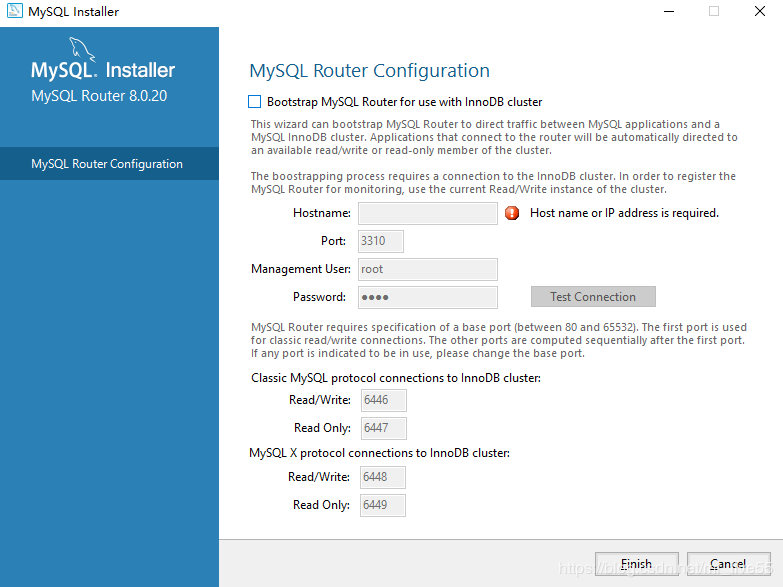 MySQL Installer
MySQL. Installer
MySQL Router 8.0.20
MySQL Router Configuration
MySQL Router Configuration
Bootstrap MySQL Router for use with InnoDB cluster
This wizard can bootstrap MySQL Router to direct traffic between MySQL applications and a
MySQL InnoDB cluster. Applications that connect to the router will be automatically directed to
an available read/write or read-only member of the cluster.
The boostrapping process requires a connection to the InnoDB cluster. In order to register the
MySQL Router for monitoring, use the current Read/Write instance of the cluster.
Hostname: Host name or IP address is required.
Port: 3310
Management User: root
Password: ●●●● Test Connection
MySQL Router requires specification of a base port (between 80 and 65532). The first port is used
for classic read/write connections. The other ports are computed sequentially after the first port.
If any port is indicated to be in use, please change the base port.
Classic MySQL protocol connections to InnoDB cluster:
Read/Write: 6446
Read Only: 6447
MySQL X protocol connections to InnoDB cluster:
Read/Write: 6448
Read Only: 6449
Finish Cancel